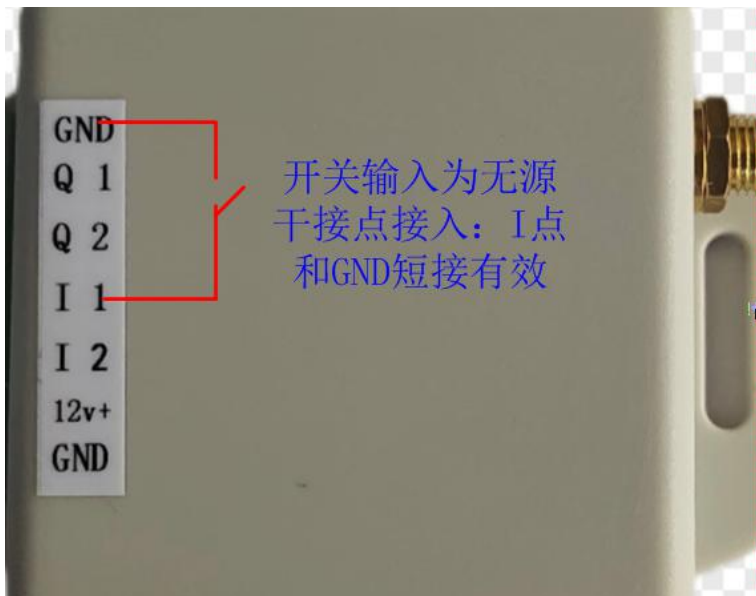 GND
Q 1
Q 2
I 1
I 2
12v+
GND
开关输入为无源
干接点接入：I点
和GND短接有效